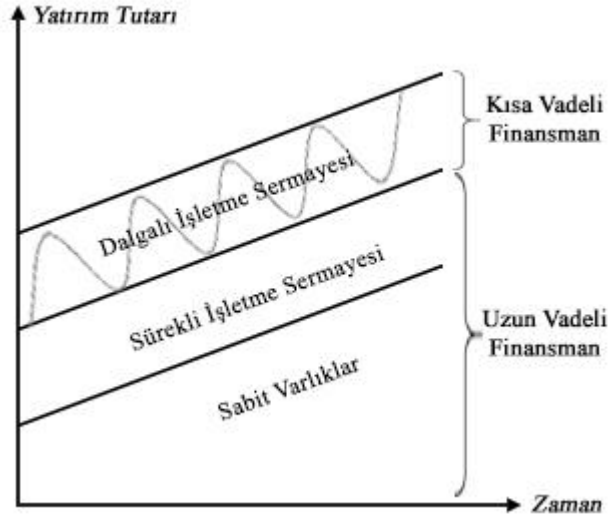 Yatırım Tutarı
Kısa Vadeli
Finansman
Dalgalı İşletme Sermayesi
Sürekli İşletme Sermayesi
Uzun Vadeli
Finansman
Sabit Varlıklar
Zaman